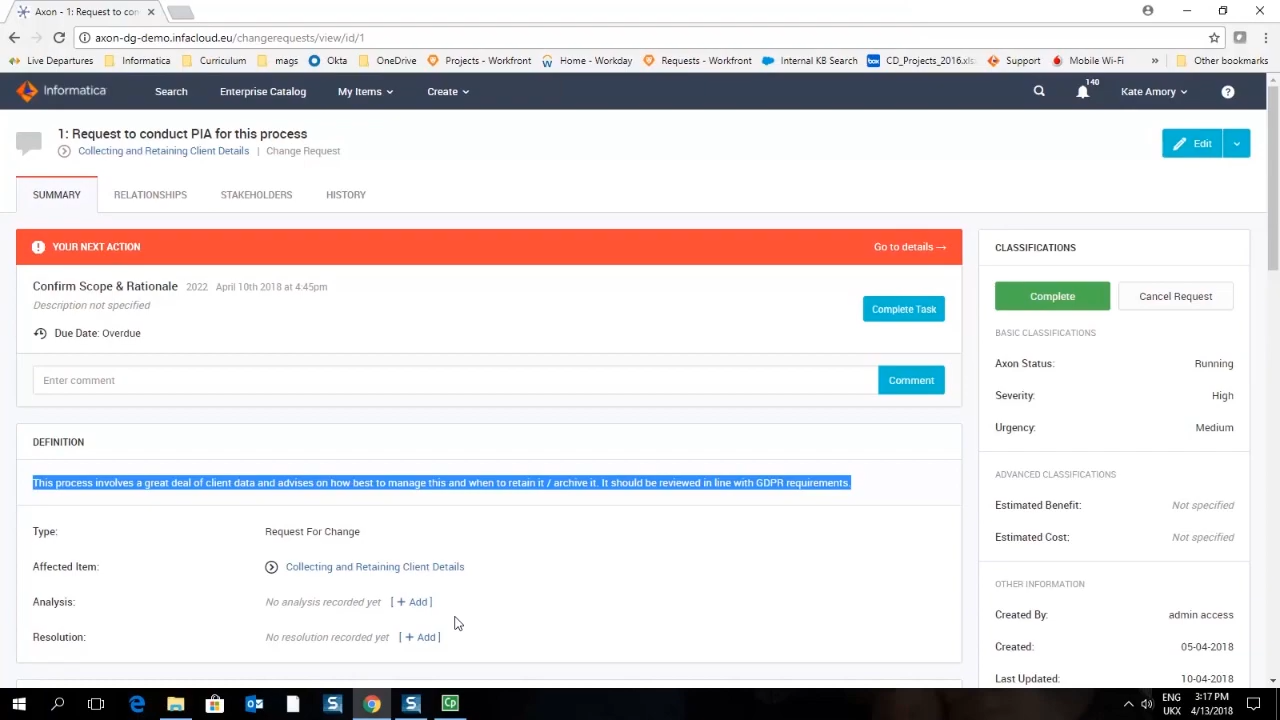 Axon - 1: Request to con
axon-dg-demo.infacloud.eu/changerequests/view/id/1
Live Departures Informatica Curriculum mags Okta OneDrive Projects - Workfront Home - Workday Requests - Workfront Internal KB Search CD_Projects_2016.xls Support Mobile Wi-Fi » Other bookmarks
Informatica Search Enterprise Catalog My Items Create 140 Kate Amory ?
1: Request to conduct PIA for this process
Collecting and Retaining Client Details | Change Request
Edit
SUMMARY RELATIONSHIPS STAKEHOLDERS HISTORY
YOUR NEXT ACTION Go to details →
Confirm Scope & Rationale 2022 April 10th 2018 at 4:45pm
Description not specified
Complete Task
Due Date: Overdue
Enter comment Comment
DEFINITION
This process involves a great deal of client data and advises on how best to manage this and when to retain it / archive it. It should be reviewed in line with GDPR requirements.
Type: Request For Change
Affected Item: Collecting and Retaining Client Details
Analysis: No analysis recorded yet [ + Add ]
Resolution: No resolution recorded yet [ + Add ]
CLASSIFICATIONS
Complete Cancel Request
BASIC CLASSIFICATIONS
Axon Status: Running
Severity: High
Urgency: Medium
ADVANCED CLASSIFICATIONS
Estimated Benefit: Not specified
Estimated Cost: Not specified
OTHER INFORMATION
Created By: admin access
Created: 05-04-2018
Last Updated: 10-04-2018
ENG 3:17 PM
UKX 4/13/2018